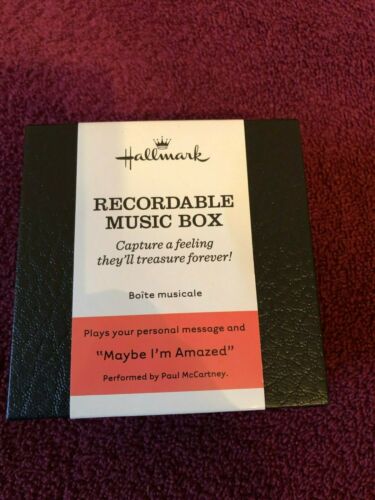 Hallmark
RECORDABLE
MUSIC BOX
Capture a feeling
they'll treasure forever!
Boîte musicale
Plays your personal message and
"Maybe I'm Amazed"
Performed by Paul McCartney.